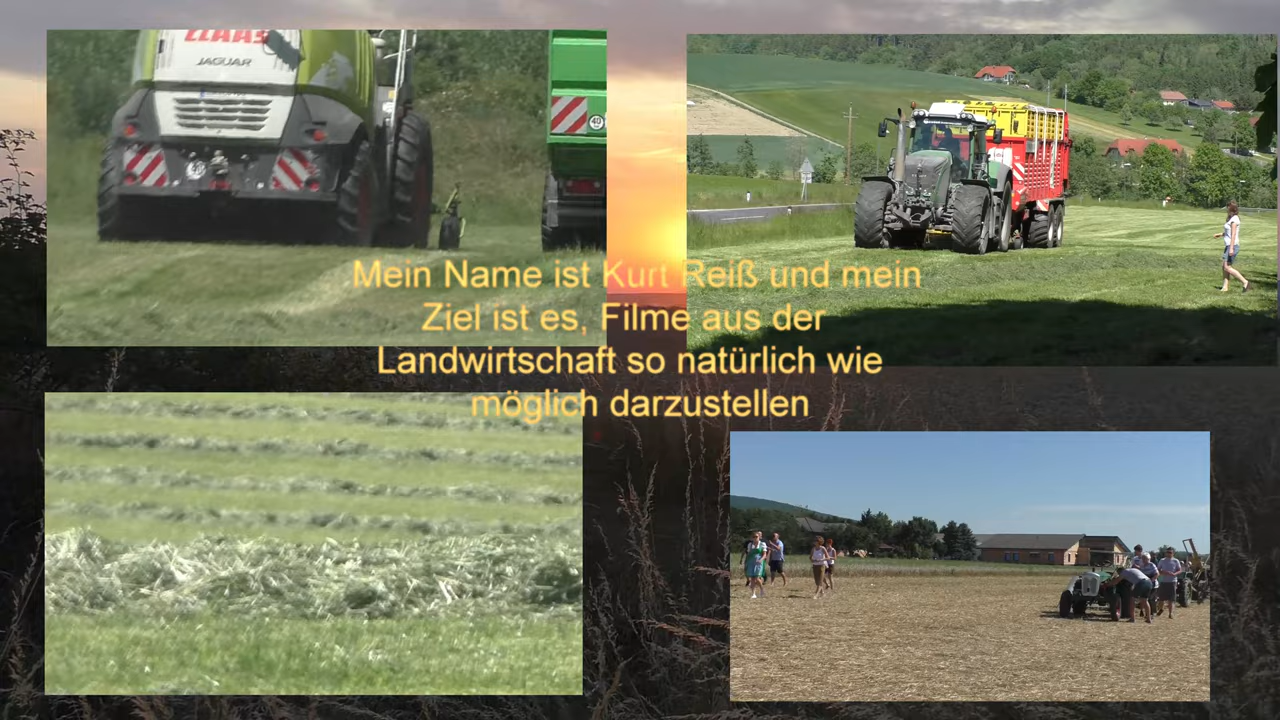 CLAAS
JAGUAR
40
Mein Name ist Kurt Reiß und mein
Ziel ist es, Filme aus der
Landwirtschaft so natürlich wie
möglich darzustellen